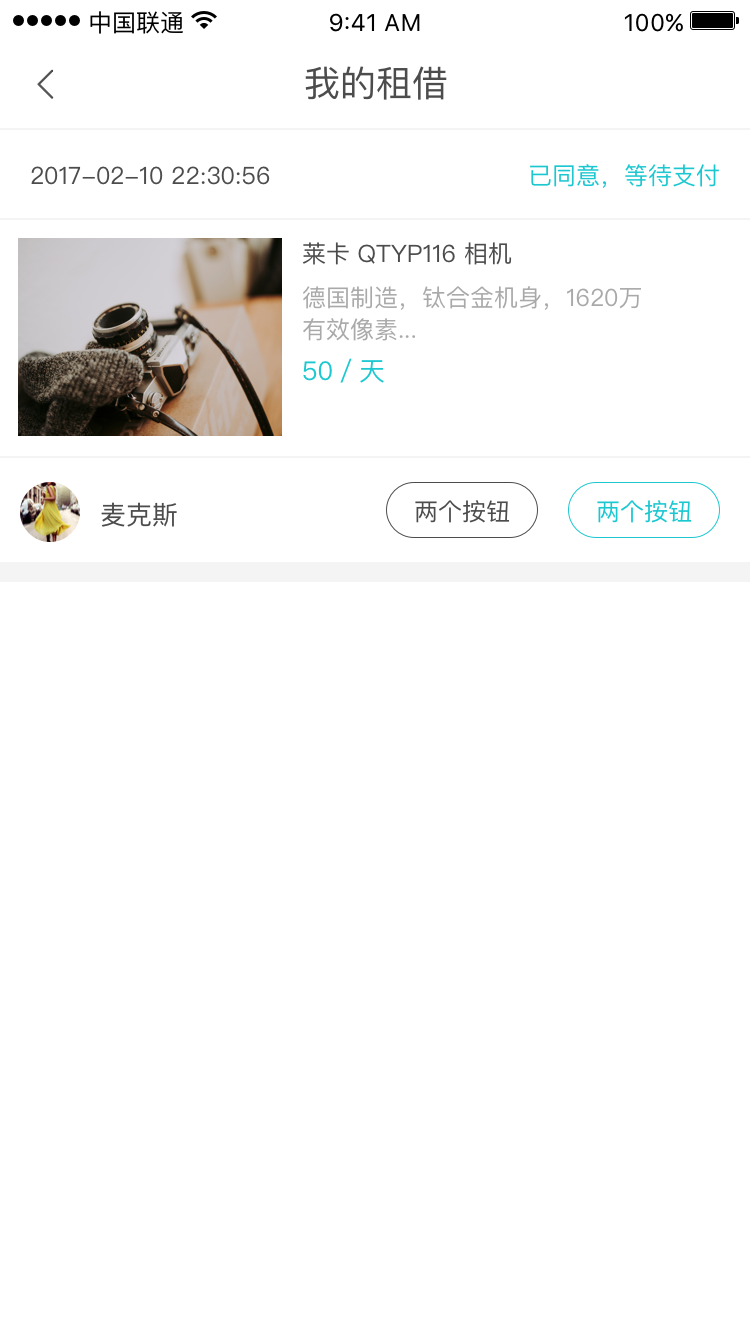 中国联通 9:41 AM 100%
我的租借
2017-02-10 22:30:56 已同意，等待支付
莱卡 QTYP116 相机
德国制造，钛合金机身，1620万
有效像素...
50 / 天
麦克斯 两个按钮 两个按钮